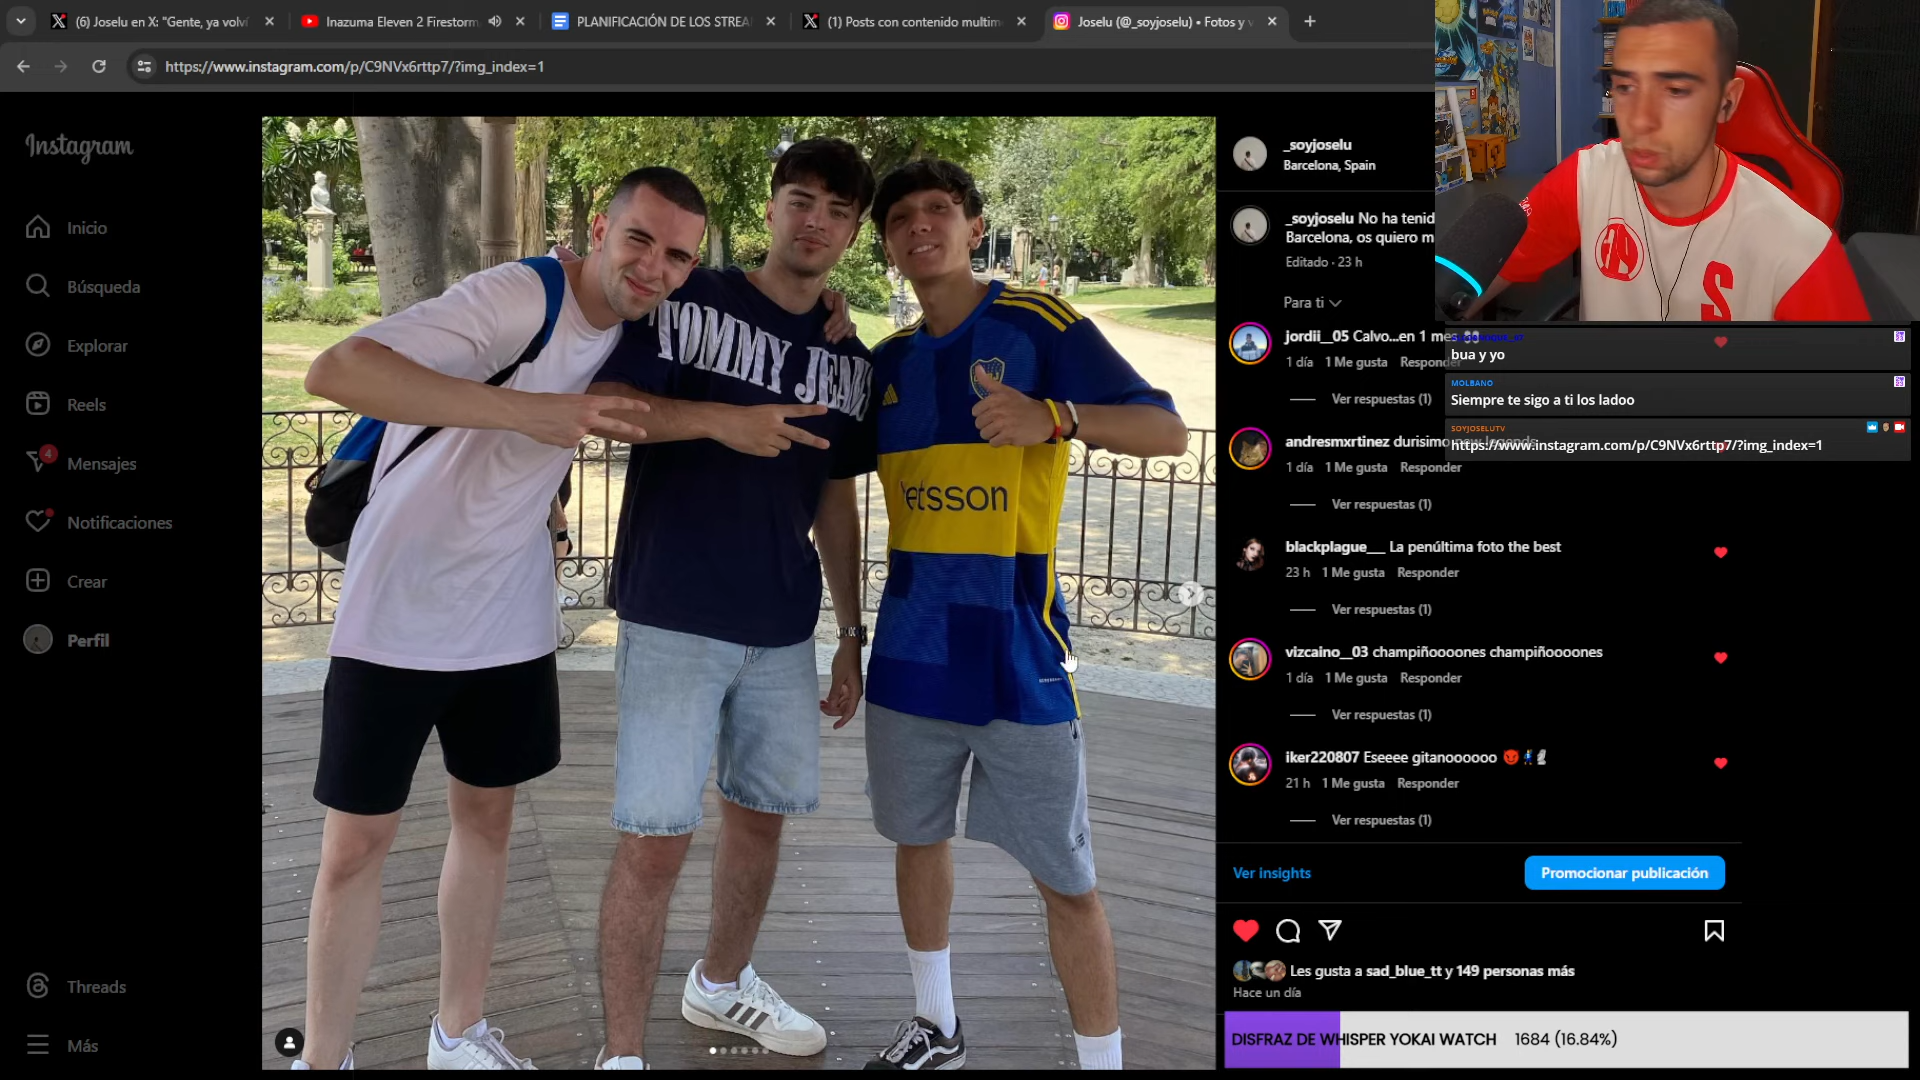 (6) Joselu en X: "Gente, ya volví
Inazuma Eleven 2 Firestorm
PLANIFICACIÓN DE LOS STREA
(1) Posts con contenido multim
Joselu (@_soyjoselu) • Fotos y v
https://www.instagram.com/p/C9NVx6rttp7/?img_index=1
Instagram
Inicio
Búsqueda
Explorar
Reels
4
Mensajes
Notificaciones
Crear
Perfil
Threads
Más
TOMMY JEANS
etsson
_soyjoselu
Barcelona, Spain
_soyjoselu No ha tenid
Barcelona, os quiero m
Editado · 23 h
Para ti
jordii__05 Calvo...en 1 mes
1 día 1 Me gusta Responder
Ver respuestas (1)
andresmxrtinez durisimo
1 día 1 Me gusta Responder
Ver respuestas (1)
blackplague___ La penúltima foto the best
23 h 1 Me gusta Responder
Ver respuestas (1)
vizcaino__03 champiñoooones champiñoooones
1 día 1 Me gusta Responder
Ver respuestas (1)
iker220807 Eseeee gitanoooooo
21 h 1 Me gusta Responder
Ver respuestas (1)
bua y yo
MOLBANO
Siempre te sigo a ti los ladoo
SOYJOSELUTV
https://www.instagram.com/p/C9NVx6rttp7/?img_index=1
Ver insights
Promocionar publicación
Les gusta a sad_blue_tt y 149 personas más
Hace un día
DISFRAZ DE WHISPER YOKAI WATCH 1684 (16.84%)